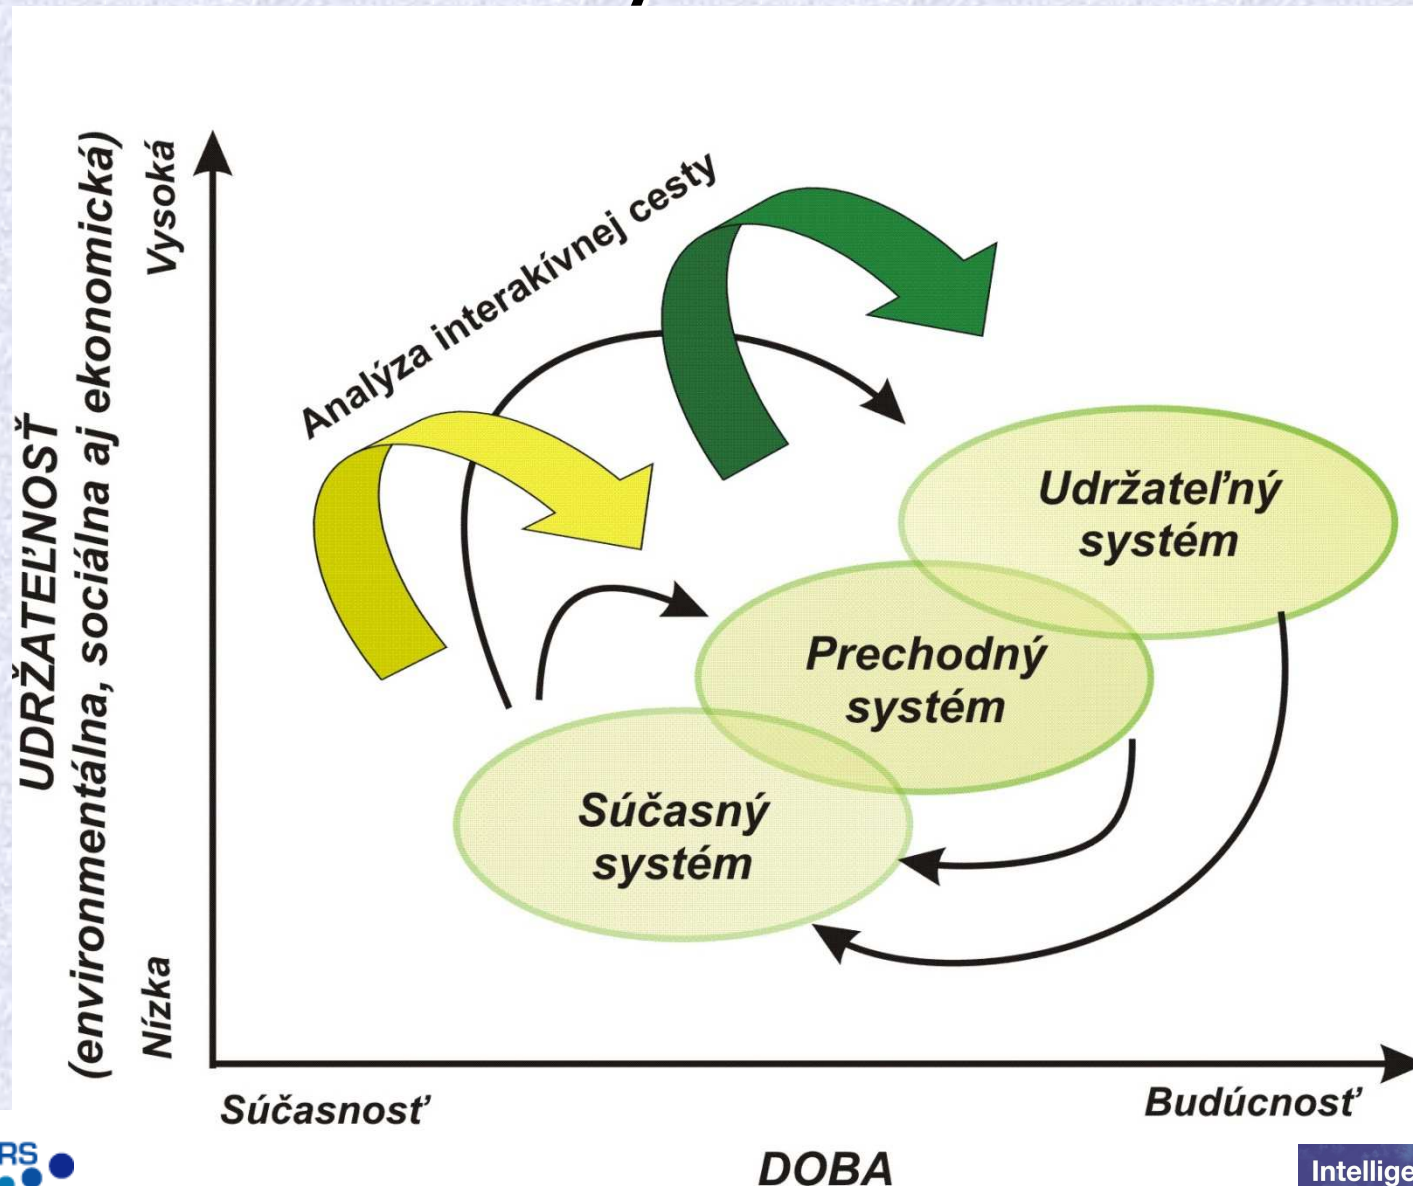 UDRŽATEĽNOSŤ
(environmentálna, sociálna aj ekonomická)
Vysoká
Nízka
Analýza interakívnej cesty
Udržateľný
systém
Prechodný
systém
Súčasný
systém
Súčasnosť
Budúcnosť
DOBA
RS
Intellige